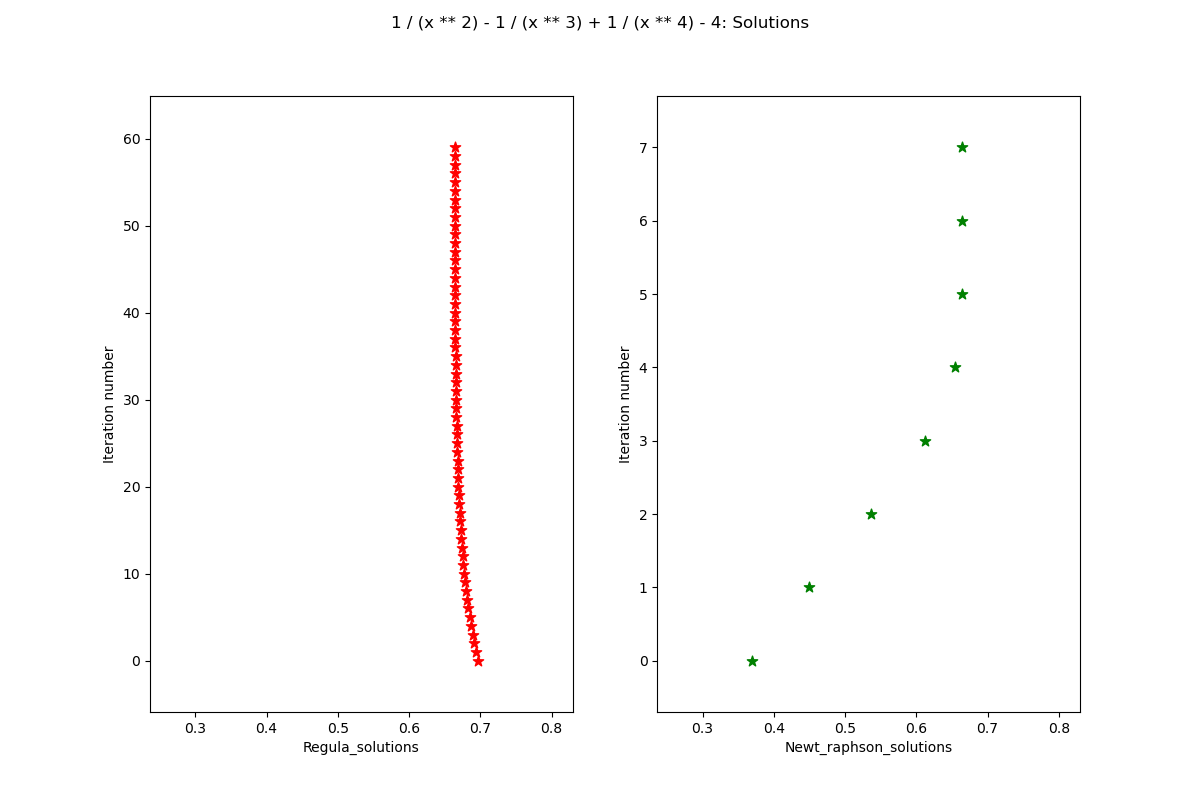 1 / (x ** 2) - 1 / (x ** 3) + 1 / (x ** 4) - 4: Solutions
60
50
40
30
20
10
0
Iteration number
0.3 0.4 0.5 0.6 0.7 0.8
Regula_solutions
7
6
5
4
3
2
1
0
Iteration number
0.3 0.4 0.5 0.6 0.7 0.8
Newt_raphson_solutions